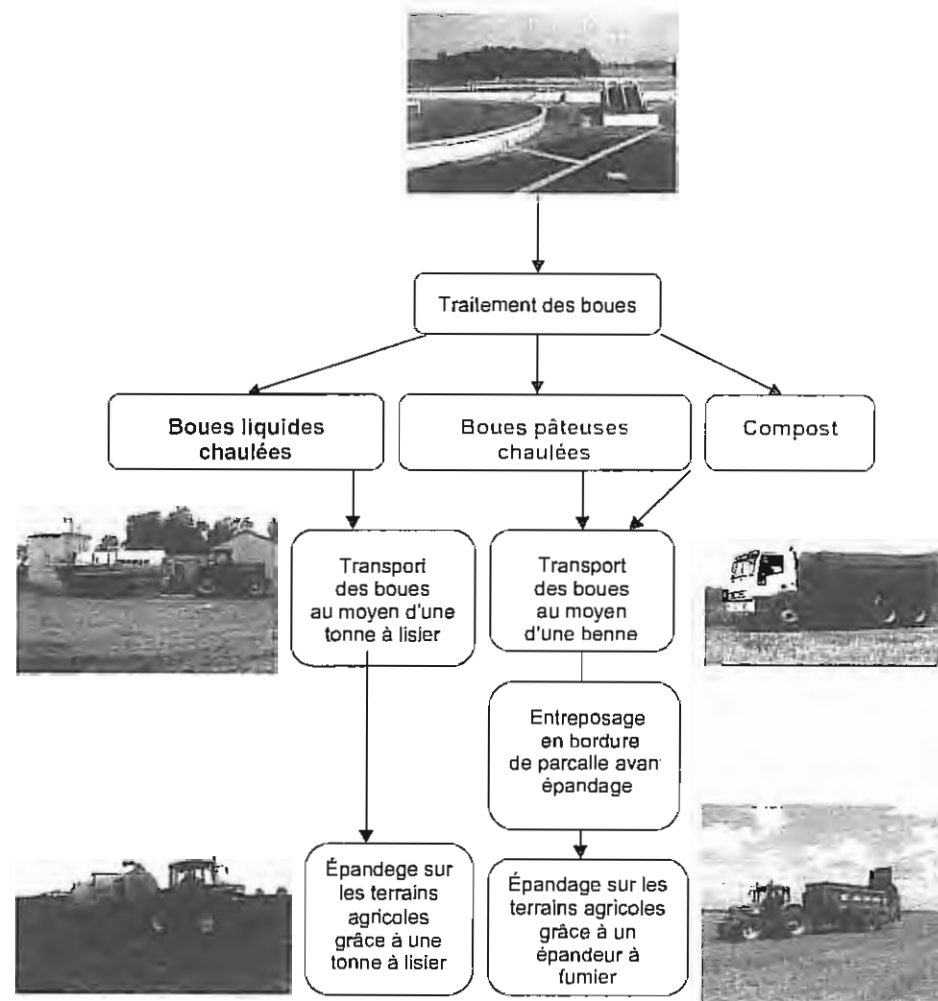 Traitement des boues
Boues liquides
chaulées
Boues pâteuses
chaulées
Compost
Transport
des boues
au moyen d'une
tonne à lisier
Transport
des boues
au moyen
d'une benne
Entreposage
en bordure
de parcalle avan
épandage
Épandege sur
les terrains
agricoles
grâce à une
tonne à lisier
Épandage sur les
terrains agricoles
grâce à un
épandeur à
fumier